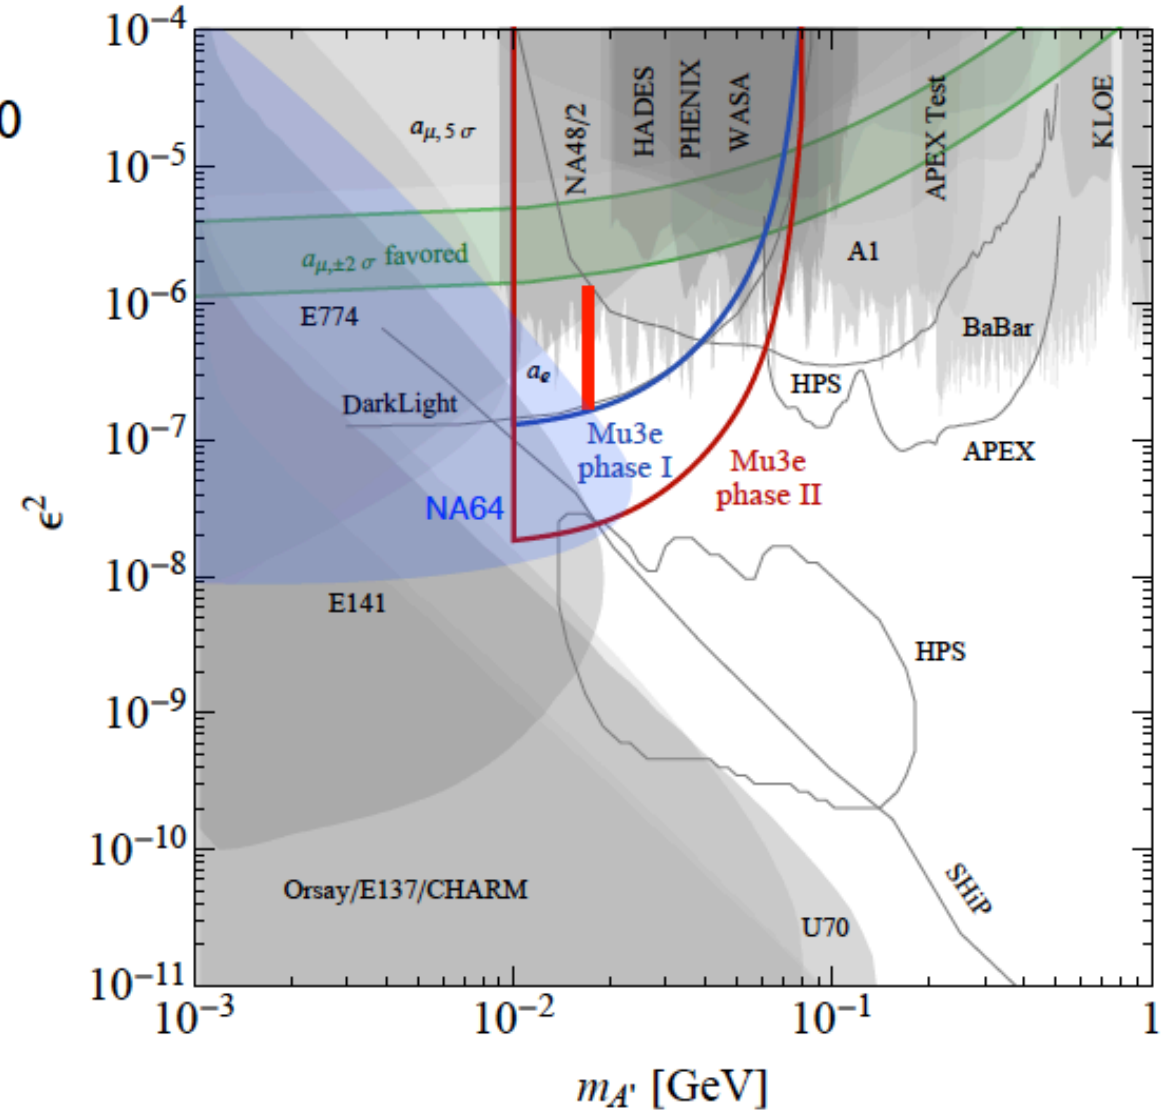 0
10⁻⁴
10⁻⁵
10⁻⁶
10⁻⁷
10⁻⁸
10⁻⁹
10⁻¹⁰
10⁻¹¹
ϵ²
a_μ, 5 σ
NA48/2
HADES
PHENIX
WASA
APEX Test
KLOE
a_μ,±2 σ favored
A1
E774
BaBar
a_e
HPS
DarkLight
Mu3e
phase I
APEX
Mu3e
phase II
NA64
E141
HPS
Orsay/E137/CHARM
SHiP
U70
10⁻³
10⁻²
10⁻¹
1
m_A' [GeV]